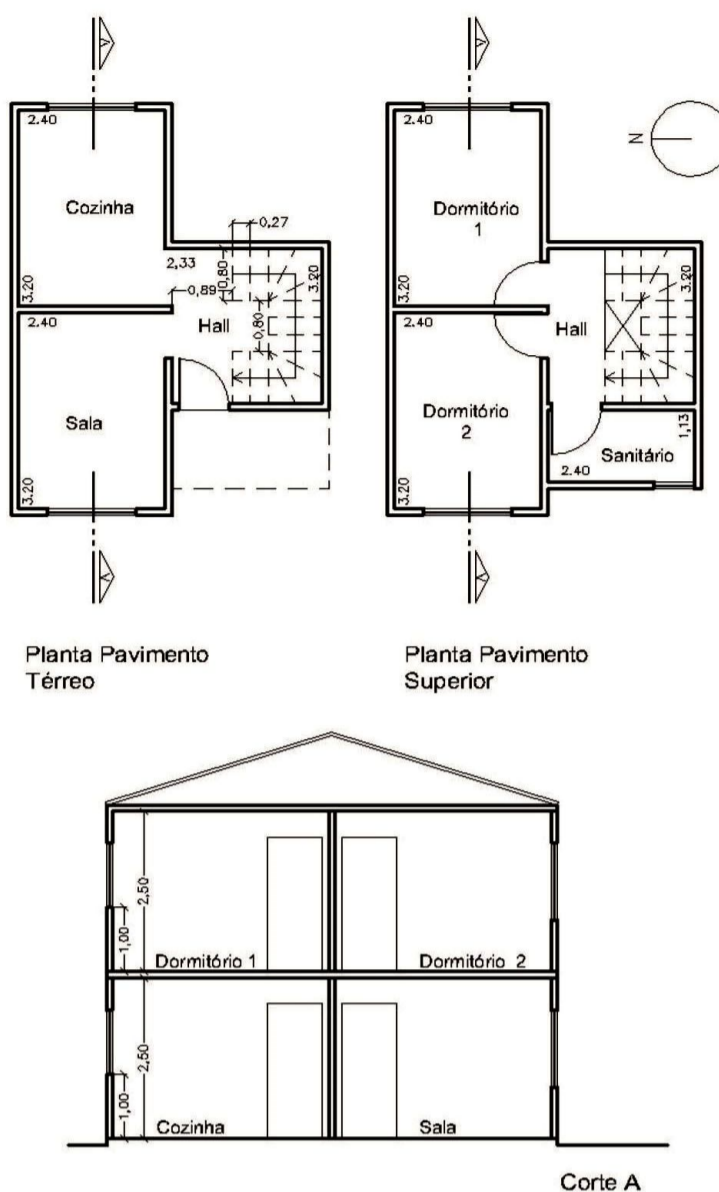 A
A
2.40
2.40
N
Cozinha
Dormitório
1
0,27
2,33
0,80
3.20
0,89
3.20
3.20
3.20
2.40
Hall
0,80
2.40
Hall
Sala
Dormitório
2
Sanitário
1,13
2.40
3.20
3.20
A
A
Planta Pavimento
Térreo
Planta Pavimento
Superior
2,50
1,00
Dormitório 1
Dormitório 2
2,50
1,00
Cozinha
Sala
Corte A